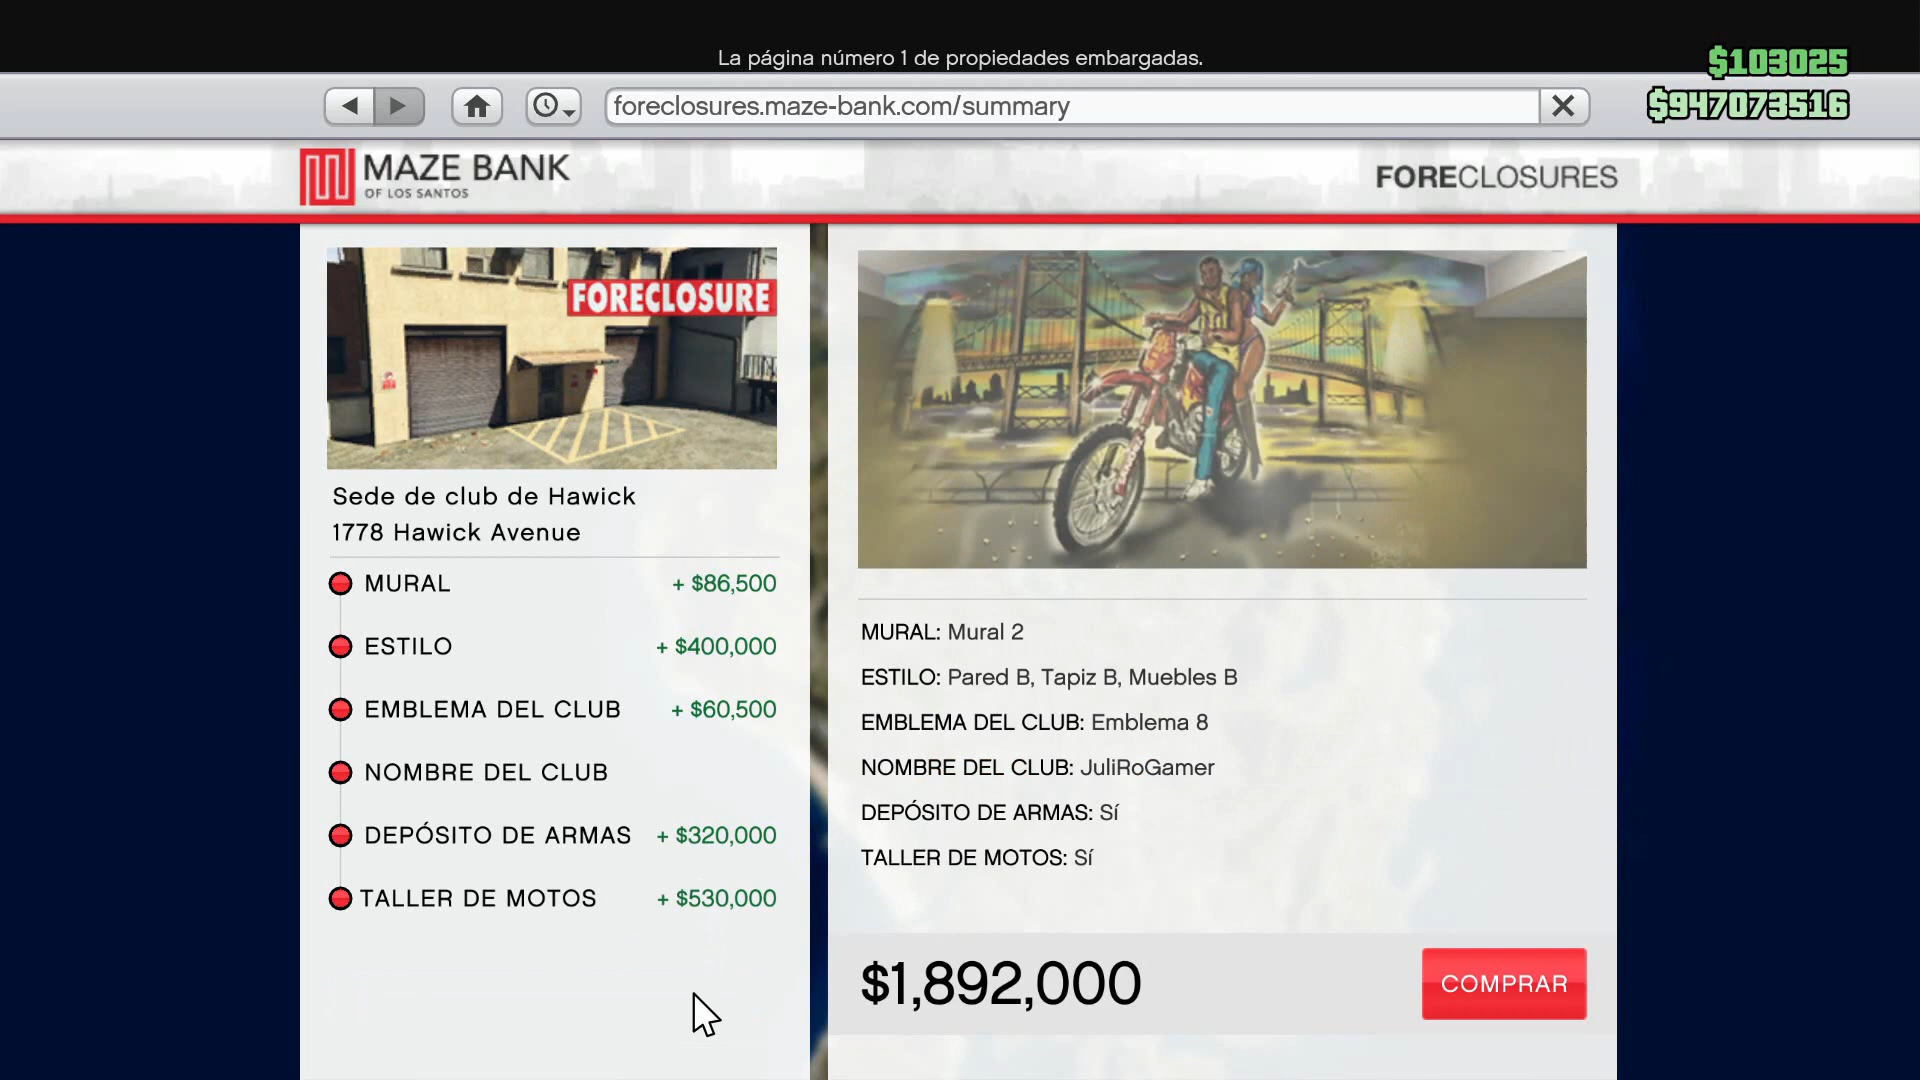 La página número 1 de propiedades embargadas.
$103025
$947073516
foreclosures.maze-bank.com/summary
MAZE BANK
OF LOS SANTOS
FORECLOSURES
FORECLOSURE
Sede de club de Hawick
1778 Hawick Avenue
MURAL + $86,500
ESTILO + $400,000
EMBLEMA DEL CLUB + $60,500
NOMBRE DEL CLUB
DEPÓSITO DE ARMAS + $320,000
TALLER DE MOTOS + $530,000
MURAL: Mural 2
ESTILO: Pared B, Tapiz B, Muebles B
EMBLEMA DEL CLUB: Emblema 8
NOMBRE DEL CLUB: JuliRoGamer
DEPÓSITO DE ARMAS: Sí
TALLER DE MOTOS: Sí
$1,892,000
COMPRAR